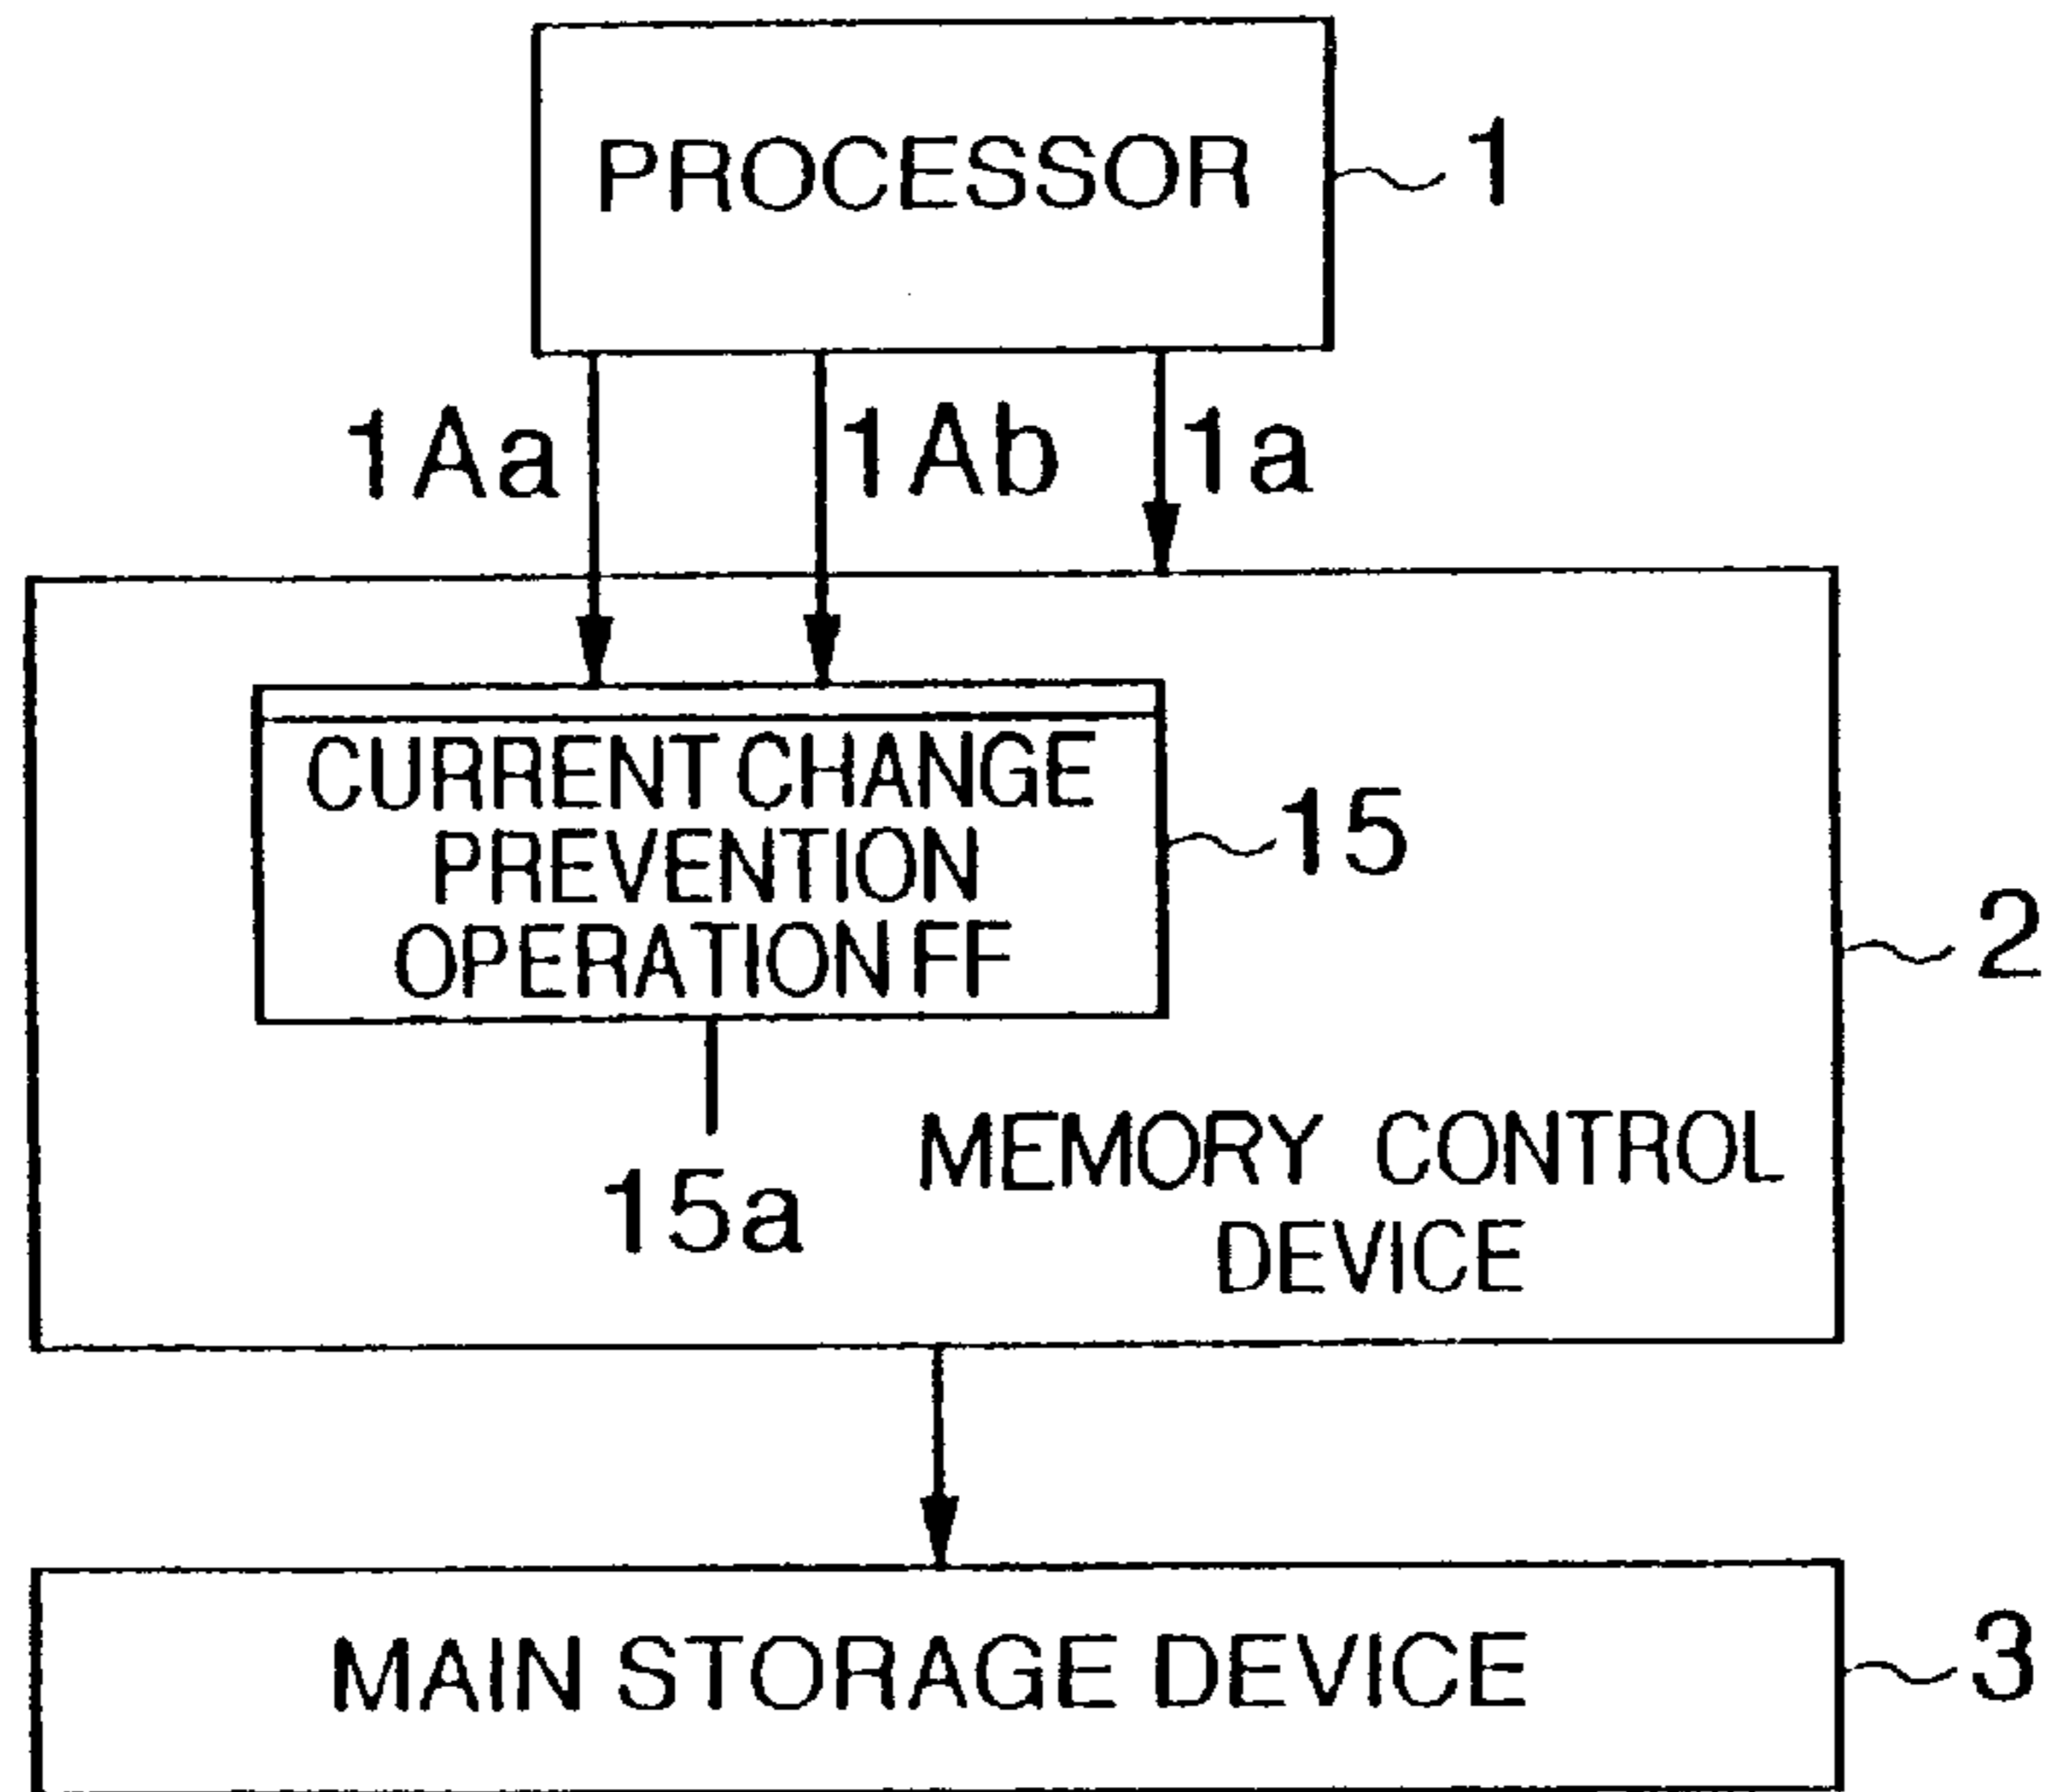 PROCESSOR
1
1Aa
1Ab
1a
CURRENT CHANGE
PREVENTION
OPERATION FF
15
2
15a
MEMORY CONTROL
DEVICE
MAIN STORAGE DEVICE
3